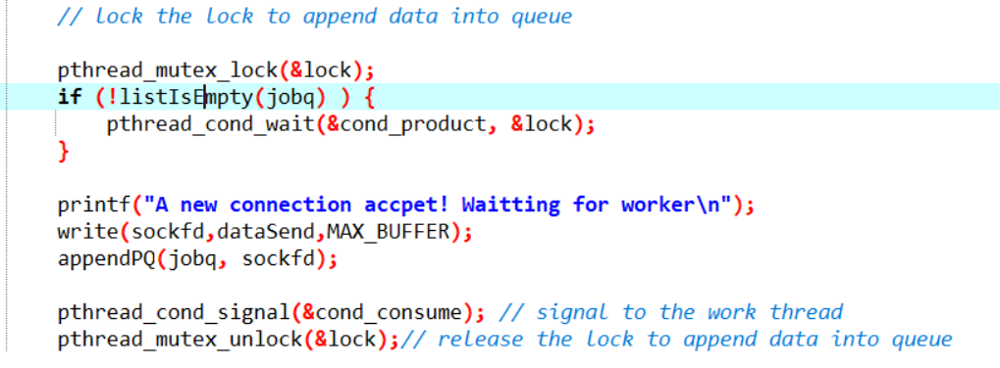 // lock the lock to append data into queue
pthread_mutex_lock(&lock);
if (!listIsEmpty(jobq) ) {
pthread_cond_wait(&cond_product, &lock);
}
printf("A new connection accpet! Waitting for worker\n");
write(sockfd,dataSend,MAX_BUFFER);
appendPQ(jobq, sockfd);
pthread_cond_signal(&cond_consume); // signal to the work thread
pthread_mutex_unlock(&lock);// release the lock to append data into queue